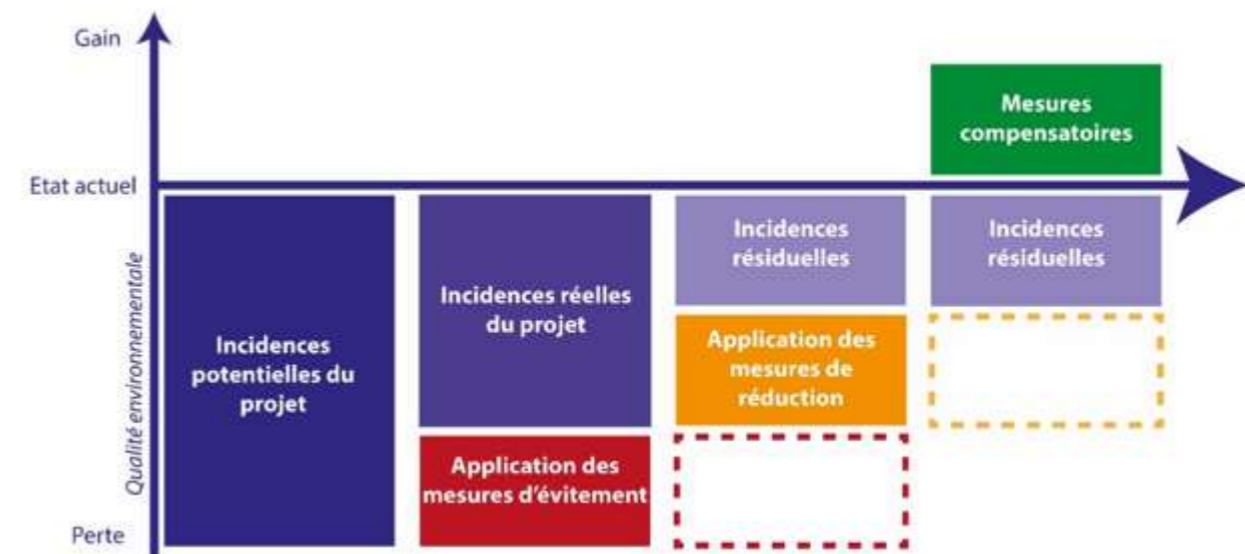 Gain
Mesures
compensatoires
Etat actuel
Qualité environnementale
Incidences
potentielles du
projet
Incidences réelles
du projet
Application des
mesures d'évitement
Incidences
résiduelles
Application des
mesures de
réduction
Incidences
résiduelles
Perte